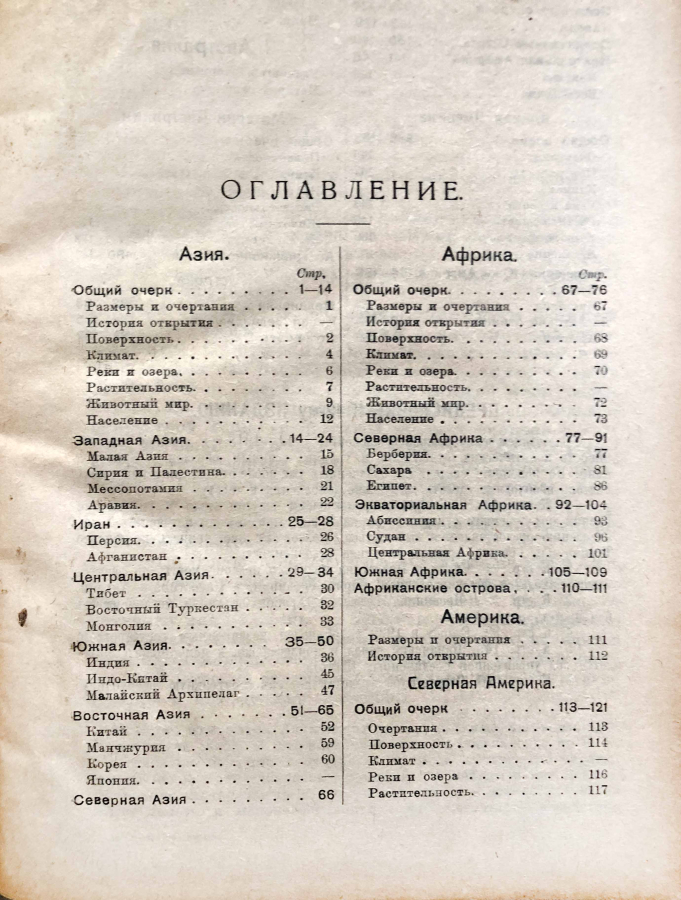 ОГЛАВЛЕНИЕ.
Азия.
Стр.
Общий очерк . . . . . . . . . 1—14
Размеры и очертания . . . . . 1
История открытия . . . . . . . —
Поверхность . . . . . . . . . 2
Климат. . . . . . . . . . . . 4
Реки и озера. . . . . . . . . 6
Растительность. . . . . . . . 7
Животный мир. . . . . . . . . 9
Население . . . . . . . . . . 12
Западная Азия. . . . . . . . 14—24
Малая Азия . . . . . . . . . 15
Сирия и Палестина. . . . . . 18
Мессопотамия . . . . . . . . 21
Аравия. . . . . . . . . . . . 22
Иран . . . . . . . . . . . . 25—28
Персия. . . . . . . . . . . . 26
Афганистан . . . . . . . . . 28
Центральная Азия. . . . . . . 29—34
Тибет . . . . . . . . . . . . 30
Восточный Туркестан . . . . . 32
Монголия . . . . . . . . . . 33
Южная Азия. . . . . . . . . . 35—50
Индия . . . . . . . . . . . . 36
Индо-Китай . . . . . . . . . 45
Малайский Архипелаг . . . . . 47
Восточная Азия . . . . . . . 51—65
Китай . . . . . . . . . . . . 52
Манчжурия . . . . . . . . . . 59
Корея . . . . . . . . . . . . 60
Япония. . . . . . . . . . . . —
Северная Азия . . . . . . . . 66
Африка.
Стр.
Общий очерк. . . . . . . . . 67—76
Размеры и очертания . . . . . 67
История открытия . . . . . . —
Поверхность. . . . . . . . . 68
Климат. . . . . . . . . . . . 69
Реки и озера. . . . . . . . . 70
Растительность. . . . . . . . —
Животный мир. . . . . . . . . 72
Население . . . . . . . . . . 73
Северная Африка . . . . . . . 77—91
Берберия. . . . . . . . . . . 77
Сахара . . . . . . . . . . . 81
Египет. . . . . . . . . . . . 86
Экваториальная Африка. . 92—104
Абиссиния . . . . . . . . . . 93
Судан . . . . . . . . . . . . 96
Центральная Африка. . . . . . 101
Южная Африка. . . . . . . 105—109
Африканские острова. . . . 110—111
Америка.
Размеры и очертания . . . . . 111
История открытия . . . . . . 112
Северная Америка.
Общий очерк . . . . . . . 113—121
Очертания . . . . . . . . . . 113
Поверхность . . . . . . . . . 114
Климат . . . . . . . . . . . —
Реки и озера . . . . . . . . 116
Растительность. . . . . . . . 117